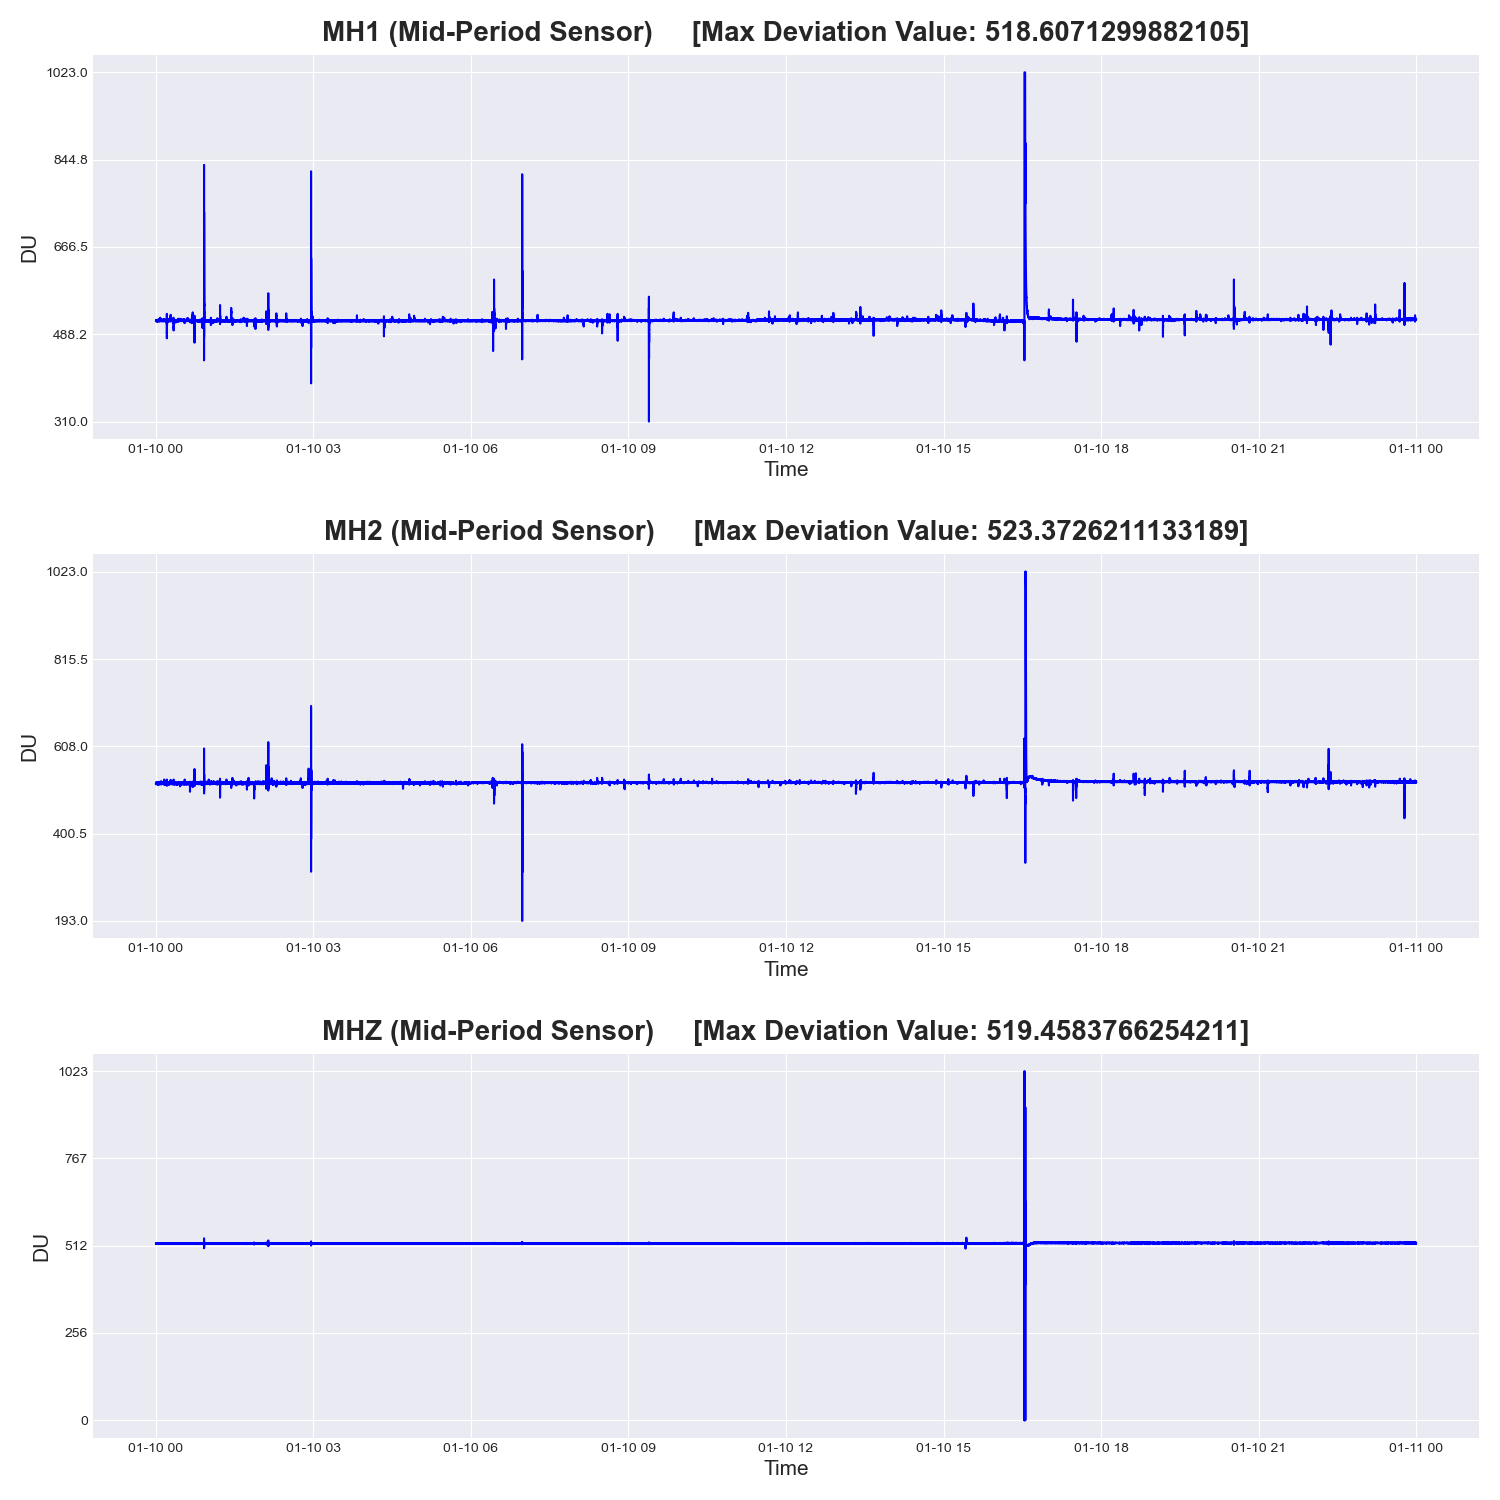 MH1 (Mid-Period Sensor) [Max Deviation Value: 518.6071299882105]
1023.0
844.8
666.5
488.2
310.0
DU
01-10 00 01-10 03 01-10 06 01-10 09 01-10 12 01-10 15 01-10 18 01-10 21 01-11 00
Time
MH2 (Mid-Period Sensor) [Max Deviation Value: 523.3726211133189]
1023.0
815.5
608.0
400.5
193.0
DU
01-10 00 01-10 03 01-10 06 01-10 09 01-10 12 01-10 15 01-10 18 01-10 21 01-11 00
Time
MHZ (Mid-Period Sensor) [Max Deviation Value: 519.4583766254211]
1023
767
512
256
0
DU
01-10 00 01-10 03 01-10 06 01-10 09 01-10 12 01-10 15 01-10 18 01-10 21 01-11 00
Time